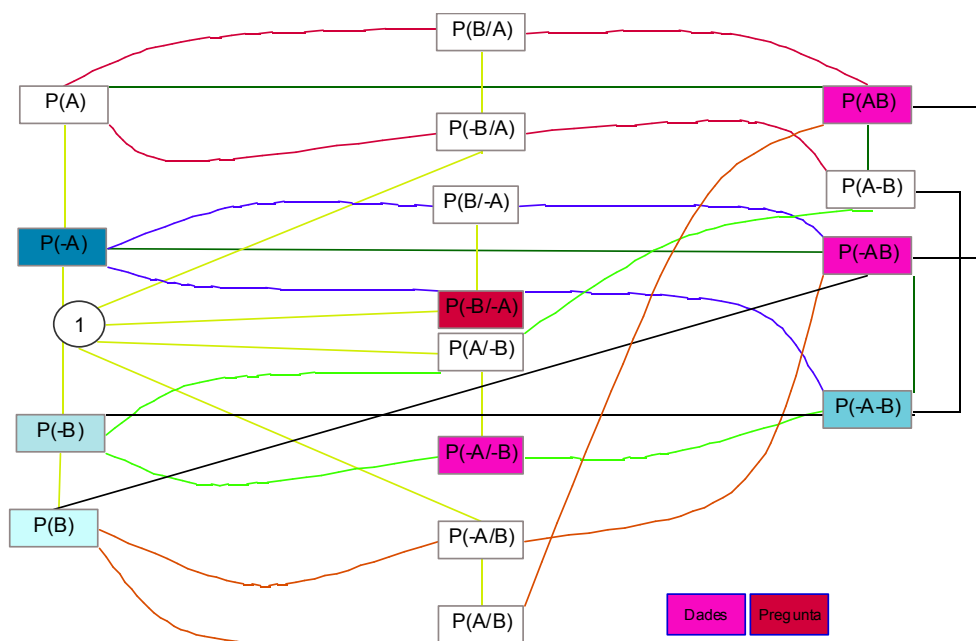 P(B/A)
P(A)
P(AB)
P(-B/A)
P(A-B)
P(B/-A)
P(-A)
P(-AB)
P(-B/-A)
1
P(A/-B)
P(-A-B)
P(-B)
P(-A/-B)
P(B)
P(-A/B)
P(A/B)
Dades
Pregunta